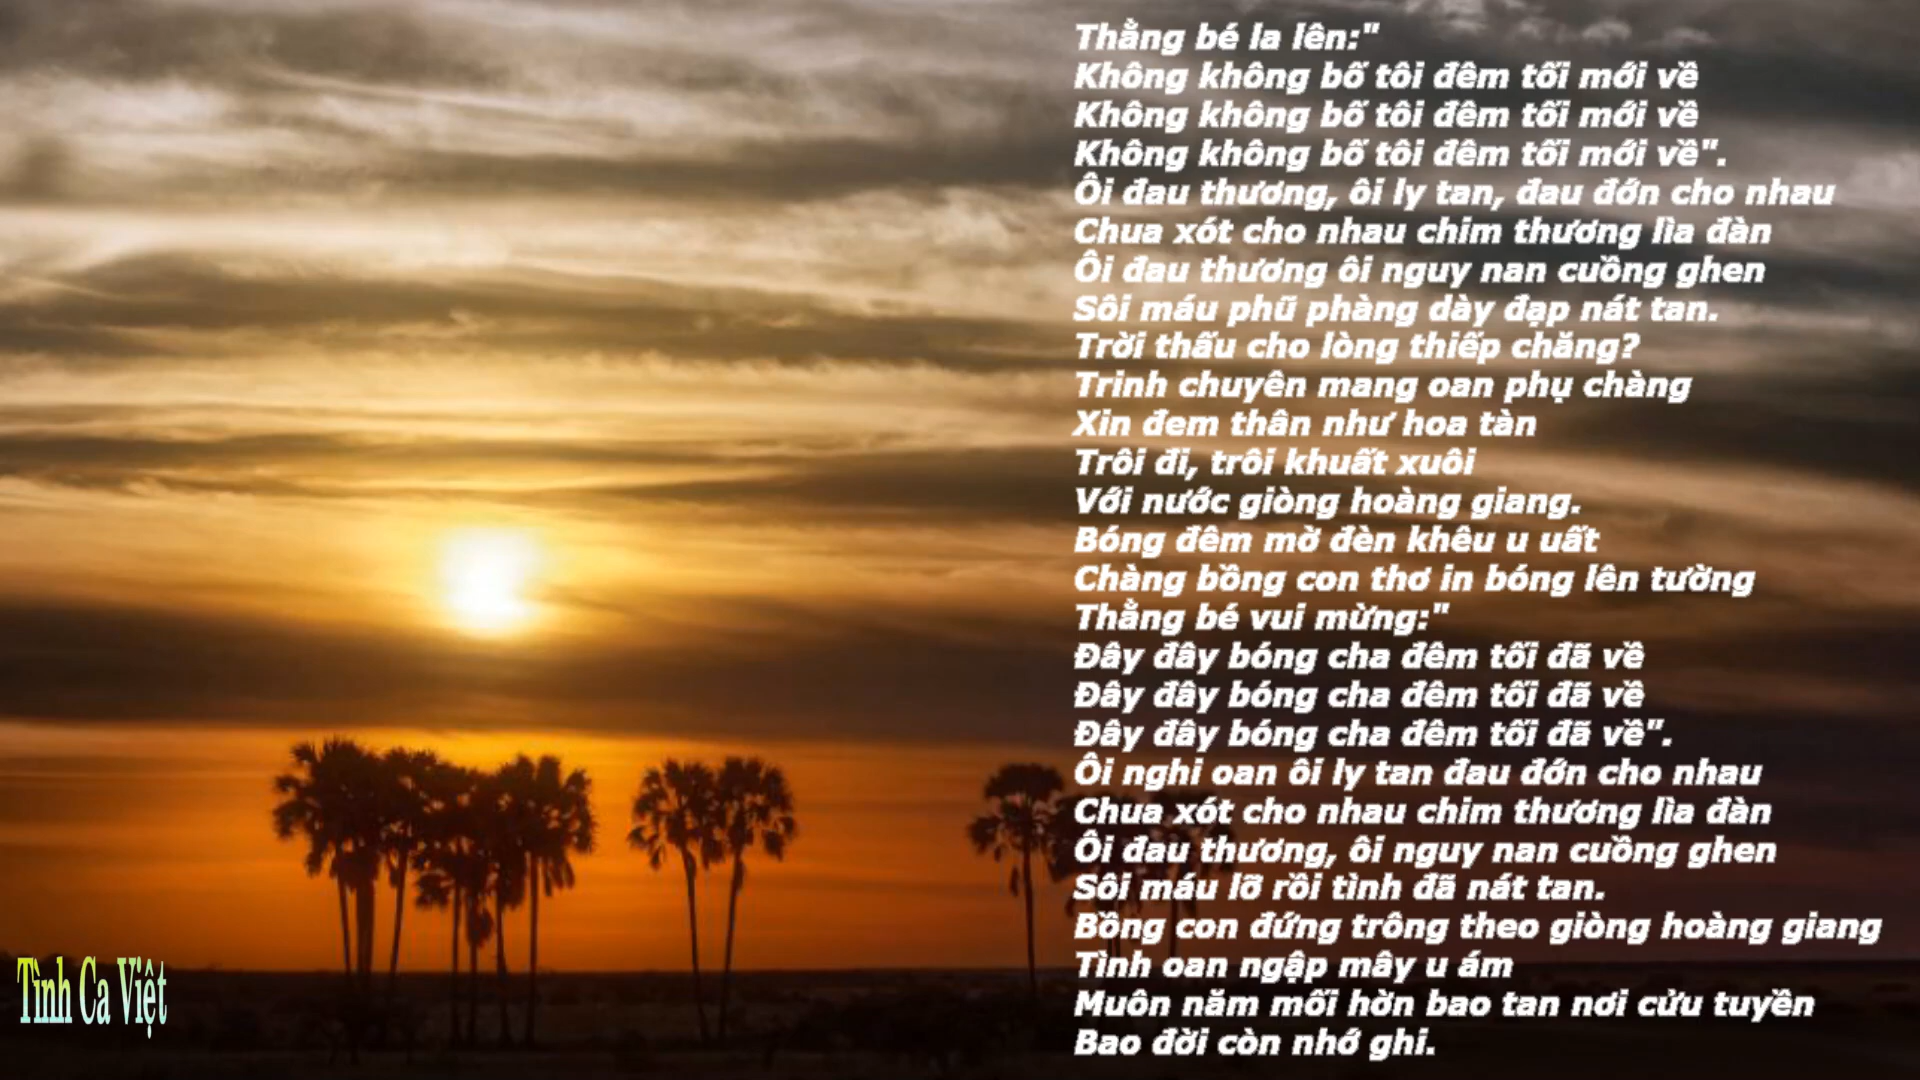 Thằng bé la lên:"
Không không bố tôi đêm tối mới về
Không không bố tôi đêm tối mới về
Không không bố tôi đêm tối mới về".
Ôi đau thương, ôi ly tan, đau đớn cho nhau
Chua xót cho nhau chim thương lìa đàn
Ôi đau thương ôi nguy nan cuồng ghen
Sôi máu phũ phàng dày đạp nát tan.
Trời thấu cho lòng thiếp chăng?
Trinh chuyên mang oan phụ chàng
Xin đem thân như hoa tàn
Trôi đi, trôi khuất xuôi
Với nước giòng hoàng giang.
Bóng đêm mờ đèn khêu u uất
Chàng bồng con thơ in bóng lên tường
Thằng bé vui mừng:"
Đây đây bóng cha đêm tối đã về
Đây đây bóng cha đêm tối đã về
Đây đây bóng cha đêm tối đã về".
Ôi nghi oan ôi ly tan đau đớn cho nhau
Chua xót cho nhau chim thương lìa đàn
Ôi đau thương, ôi nguy nan cuồng ghen
Sôi máu lỡ rồi tình đã nát tan.
Bồng con đứng trông theo giòng hoàng giang
Tình oan ngập mây u ám
Muôn năm mối hờn bao tan nơi cửu tuyền
Bao đời còn nhớ ghi.
Tình Ca Việt